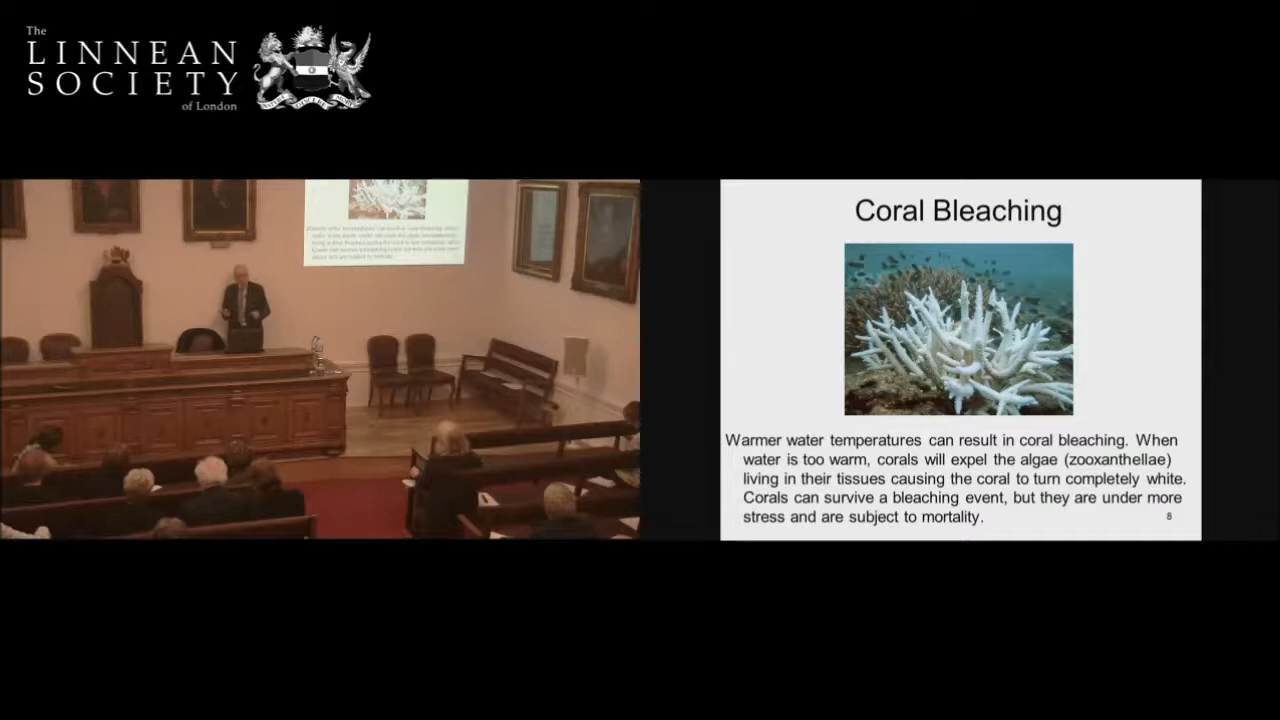 The
LINNEAN
SOCIETY
of London
Coral Bleaching
Warmer water temperatures can result in coral bleaching. When
water is too warm, corals will expel the algae (zooxanthellae)
living in their tissues causing the coral to turn completely white.
Corals can survive a bleaching event, but they are under more
stress and are subject to mortality.
8